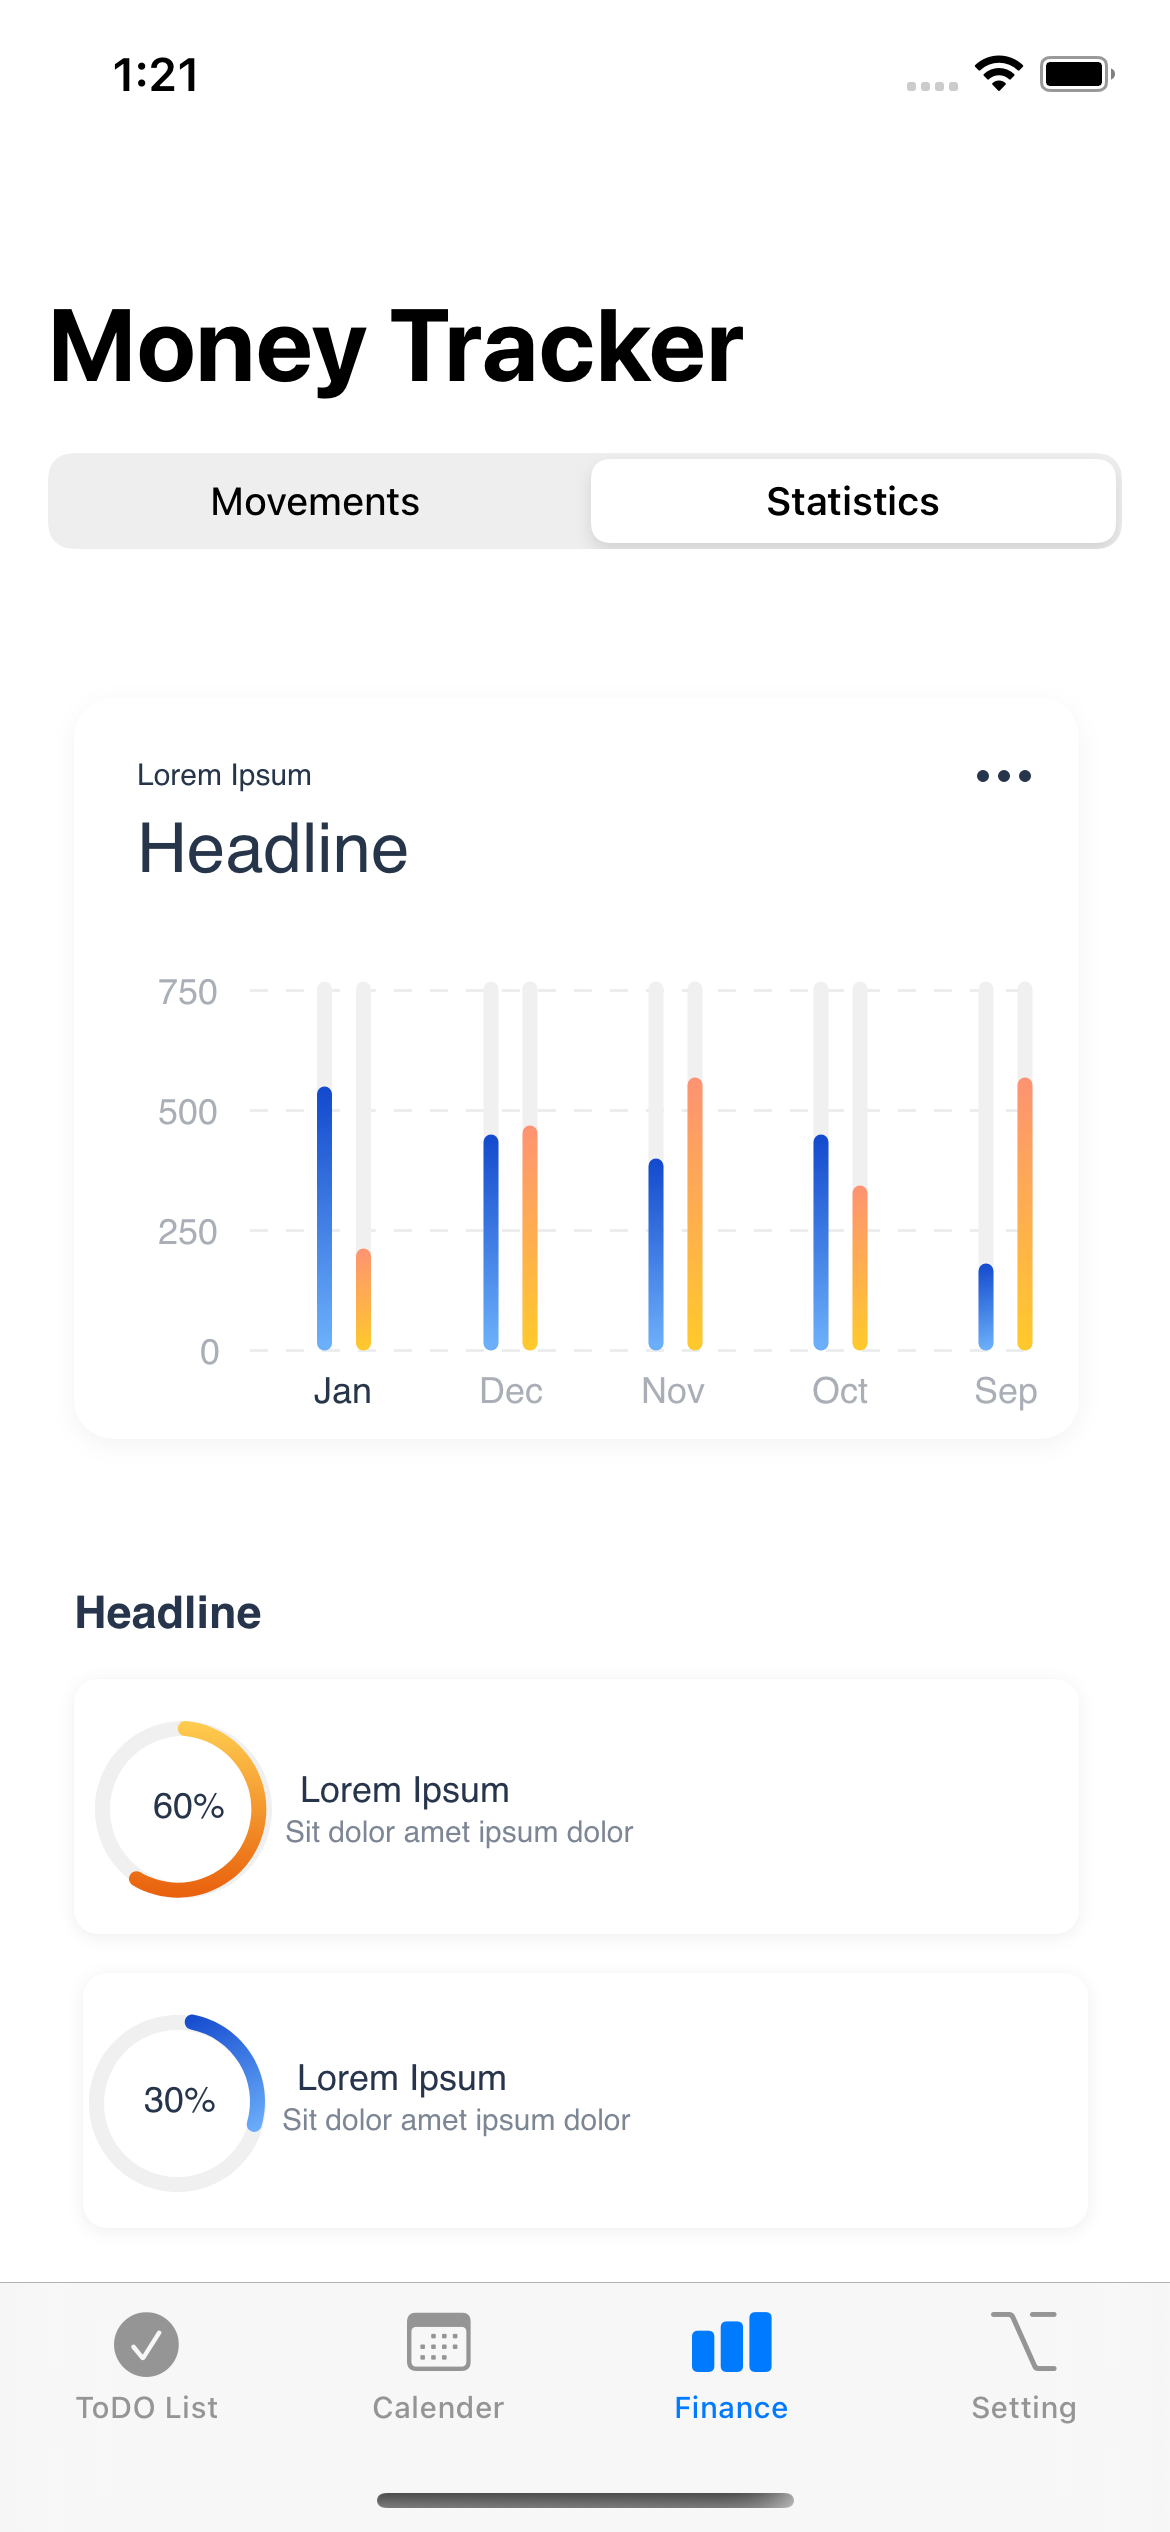 1:21
Money Tracker
Movements
Statistics
Lorem Ipsum
Headline
750
500
250
0
Jan
Dec
Nov
Oct
Sep
Headline
60%
Lorem Ipsum
Sit dolor amet ipsum dolor
30%
Lorem Ipsum
Sit dolor amet ipsum dolor
ToDO List
Calender
Finance
Setting